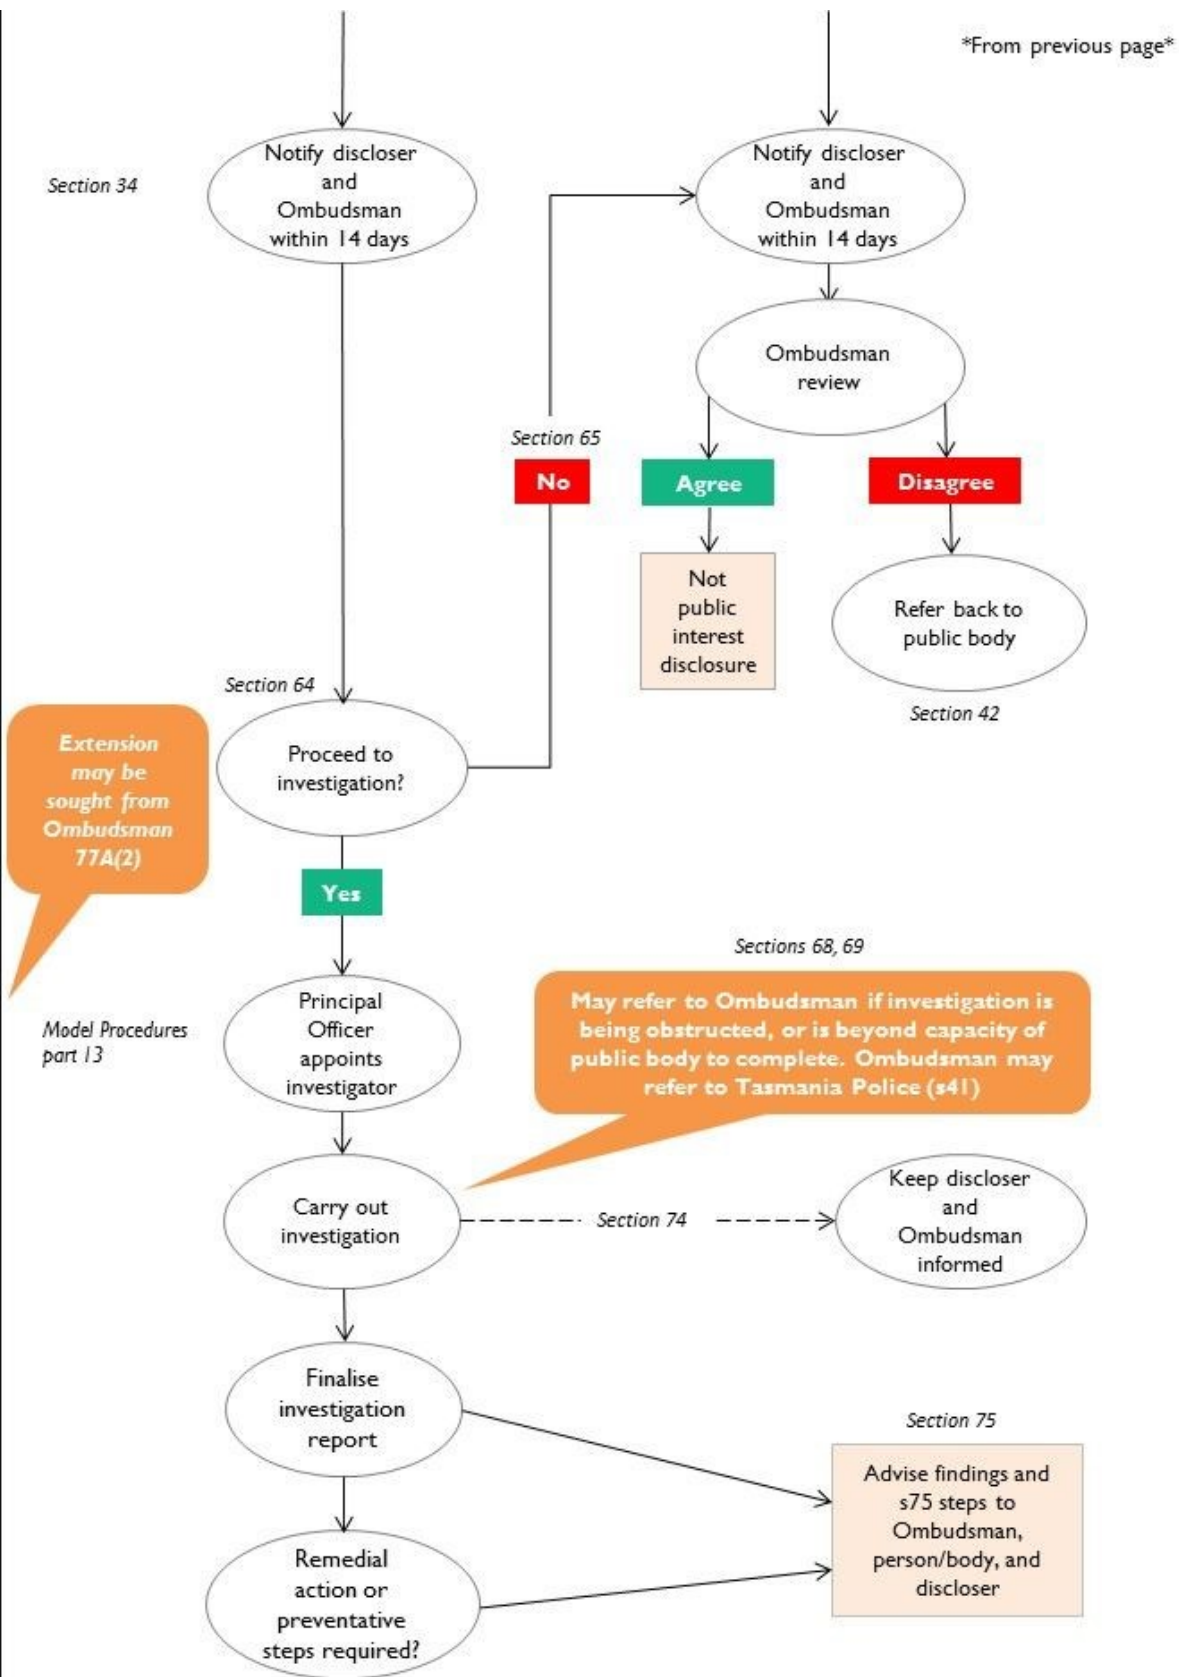 *From previous page*
Section 34
Notify discloser
and
Ombudsman
within 14 days
Notify discloser
and
Ombudsman
within 14 days
Ombudsman
review
Section 65
No
Agree
Disagree
Not
public
interest
disclosure
Refer back to
public body
Section 42
Section 64
Proceed to
investigation?
Extension
may be
sought from
Ombudsman
77A(2)
Yes
Model Procedures
part 13
Principal
Officer
appoints
investigator
Sections 68, 69
May refer to Ombudsman if investigation is
being obstructed, or is beyond capacity of
public body to complete. Ombudsman may
refer to Tasmania Police (s41)
Carry out
investigation
Section 74
Keep discloser
and
Ombudsman
informed
Finalise
investigation
report
Section 75
Advise findings and
s75 steps to
Ombudsman,
person/body, and
discloser
Remedial
action or
preventative
steps required?